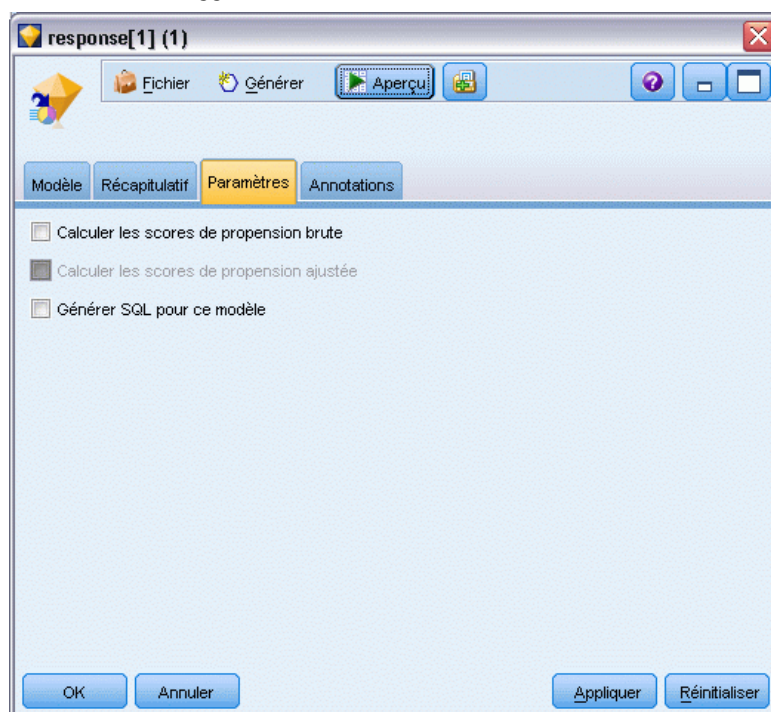 response[1] (1)
Fichier Générer Aperçu
Modèle Récapitulatif Paramètres Annotations
Calculer les scores de propension brute
Calculer les scores de propension ajustée
Générer SQL pour ce modèle
OK Annuler Appliquer Réinitialiser